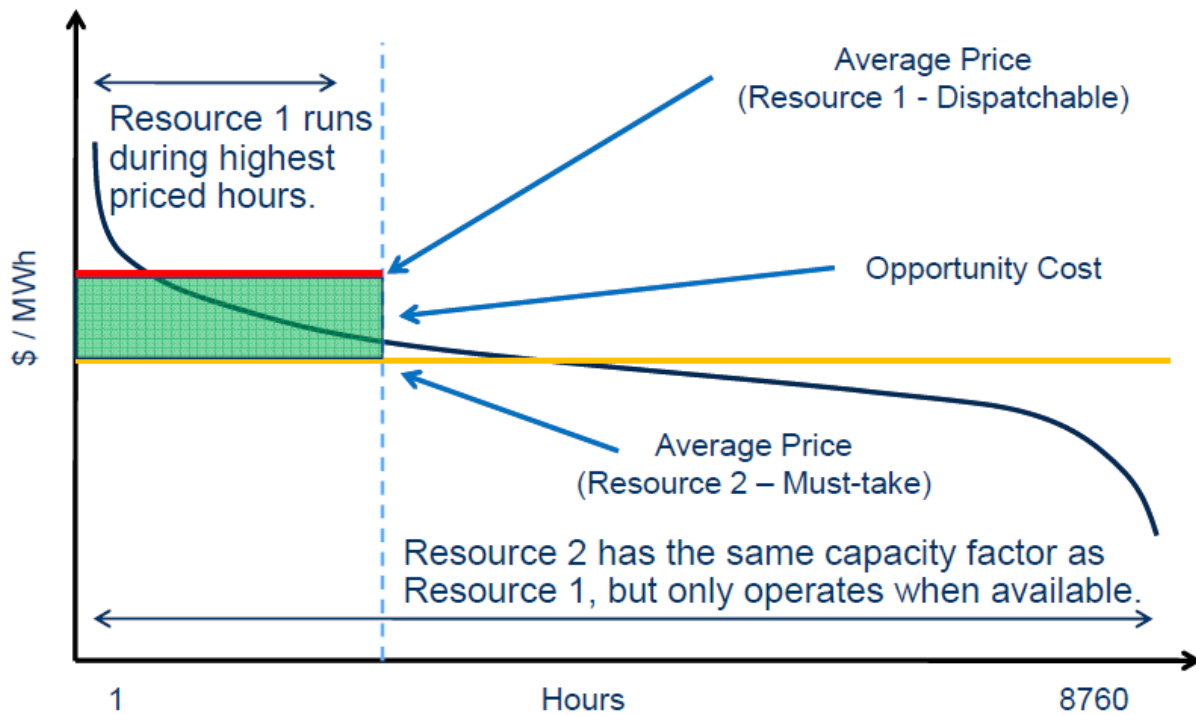 Average Price
(Resource 1 - Dispatchable)
Resource 1 runs
during highest
priced hours.
Opportunity Cost
$ / MWh
Average Price
(Resource 2 – Must-take)
Resource 2 has the same capacity factor as
Resource 1, but only operates when available.
1
Hours
8760